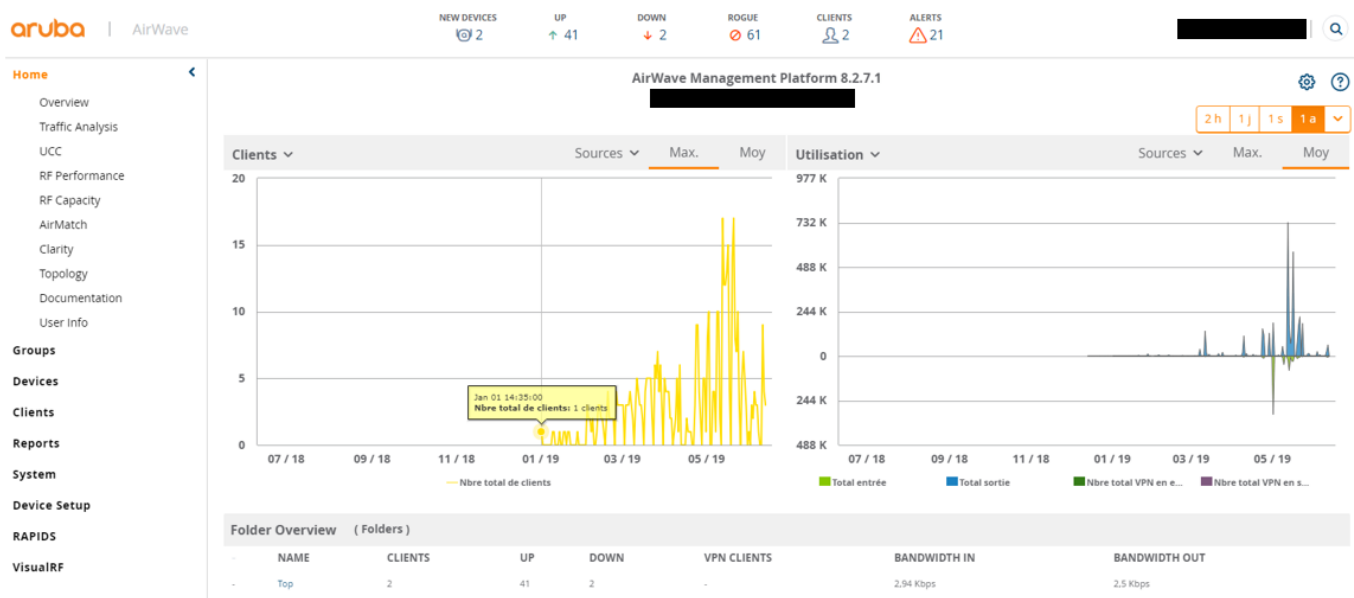 aruba | AirWave
NEW DEVICES UP DOWN ROGUE CLIENTS ALERTS
2 41 2 61 2 21
Home
Overview
Traffic Analysis
UCC
RF Performance
RF Capacity
AirMatch
Clarity
Topology
Documentation
User Info
Groups
Devices
Clients
Reports
System
Device Setup
RAPIDS
VisualRF
AirWave Management Platform 8.2.7.1
2 h 1 j 1 s 1 a
Clients Sources Max. Moy
20
15
10
5
0
Jan 01 14:35:00
Nbre total de clients: 1 clients
07 / 18 09 / 18 11 / 18 01 / 19 03 / 19 05 / 19
Nbre total de clients
Utilisation Sources Max. Moy
977 K
732 K
488 K
244 K
0
244 K
488 K
07 / 18 09 / 18 11 / 18 01 / 19 03 / 19 05 / 19
Total entrée Total sortie Nbre total VPN en e... Nbre total VPN en s...
Folder Overview ( Folders )
- NAME CLIENTS UP DOWN VPN CLIENTS BANDWIDTH IN BANDWIDTH OUT
- Top 2 41 2 - 2,94 Kbps 2,5 Kbps